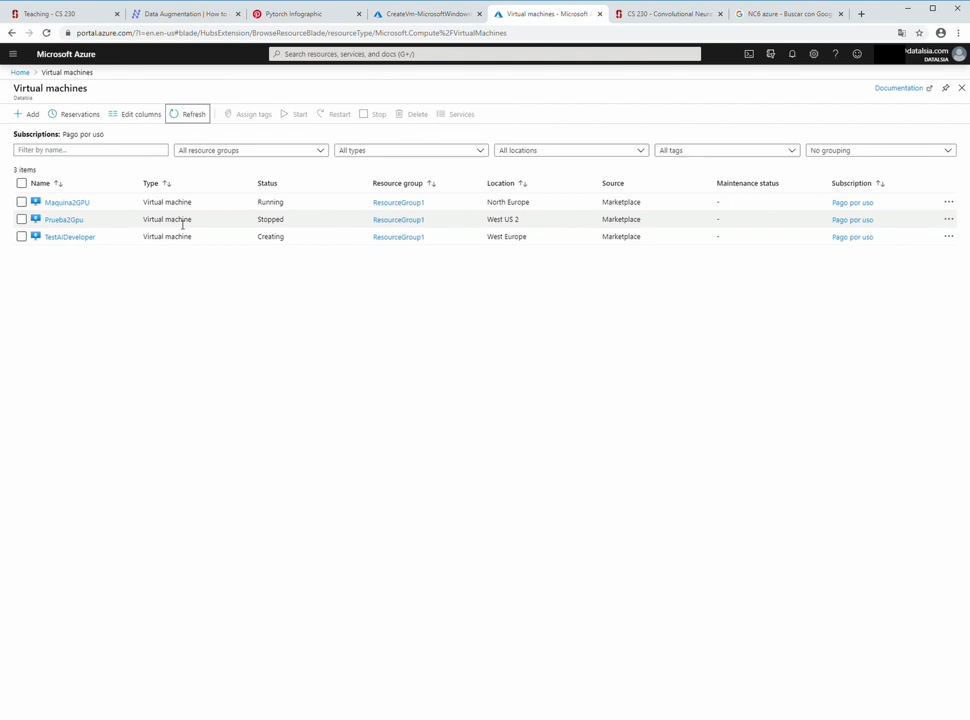 Teaching - CS 230
Data Augmentation | How to
Pytorch Infographic
CreateVm-MicrosoftWindows
Virtual machines - Microsoft A
CS 230 - Convolutional Neura
NC6 azure - Buscar con Goog
portal.azure.com/?l=en.en-us#blade/HubsExtension/BrowseResourceBlade/resourceType/Microsoft.Compute%2FVirtualMachines
Microsoft Azure
Search resources, services, and docs (G+/)
@datalsia.com
DATALSIA
Home > Virtual machines
Virtual machines
Datalsia
Documentation
Add Reservations Edit columns Refresh Assign tags Start Restart Stop Delete Services
Subscriptions: Pago por uso
Filter by name... All resource groups All types All locations All tags No grouping
3 items
Name Type Status Resource group Location Source Maintenance status Subscription
Maquina2GPU Virtual machine Running ResourceGroup1 North Europe Marketplace - Pago por uso ...
Prueba2Gpu Virtual machine Stopped ResourceGroup1 West US 2 Marketplace - Pago por uso ...
TestAIDeveloper Virtual machine Creating ResourceGroup1 West Europe Marketplace - Pago por uso ...